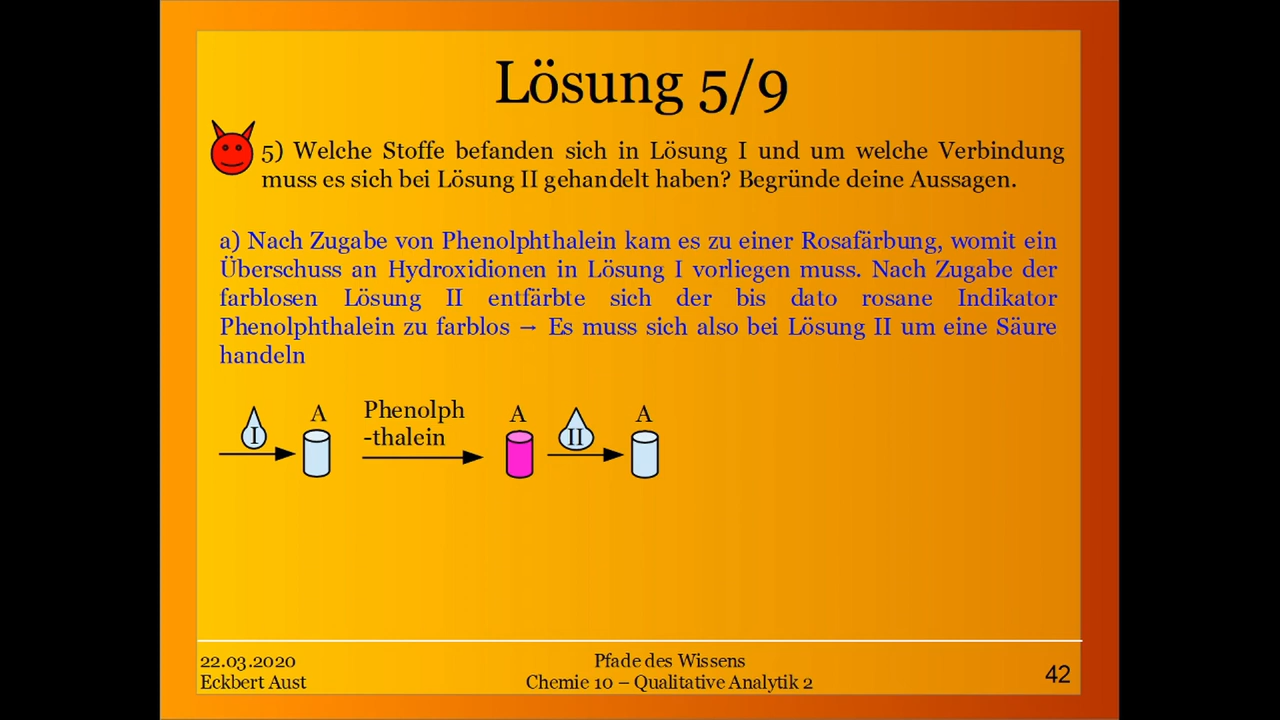 Lösung 5/9
5) Welche Stoffe befanden sich in Lösung I und um welche Verbindung
muss es sich bei Lösung II gehandelt haben? Begründe deine Aussagen.
a) Nach Zugabe von Phenolphthalein kam es zu einer Rosafärbung, womit ein
Überschuss an Hydroxidionen in Lösung I vorliegen muss. Nach Zugabe der
farblosen Lösung II entfärbte sich der bis dato rosane Indikator
Phenolphthalein zu farblos → Es muss sich also bei Lösung II um eine Säure
handeln
I
A
Phenolph
-thalein
A
II
A
22.03.2020
Eckbert Aust
Pfade des Wissens
Chemie 10 – Qualitative Analytik 2
42